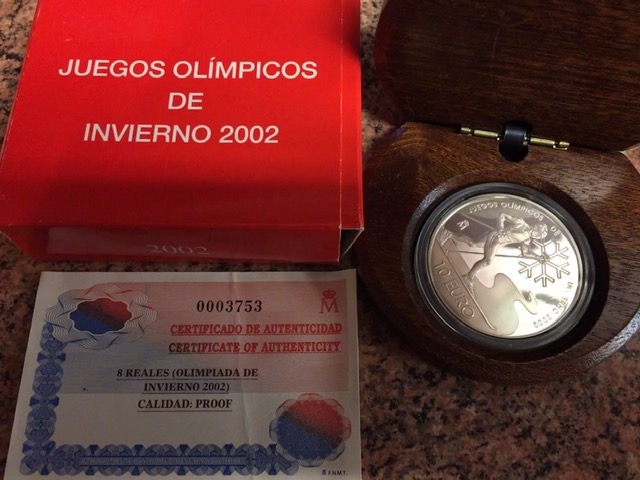 JUEGOS OLÍMPICOS
DE
INVIERNO 2002
2002
0003753
M
CERTIFICADO DE AUTENTICIDAD
CERTIFICATE OF AUTHENTICITY
8 REALES (OLIMPIADA DE
INVIERNO 2002)
CALIDAD: PROOF
F.N.M.T.
JUEGOS OLÍMPICOS DE 2002
10 EURO